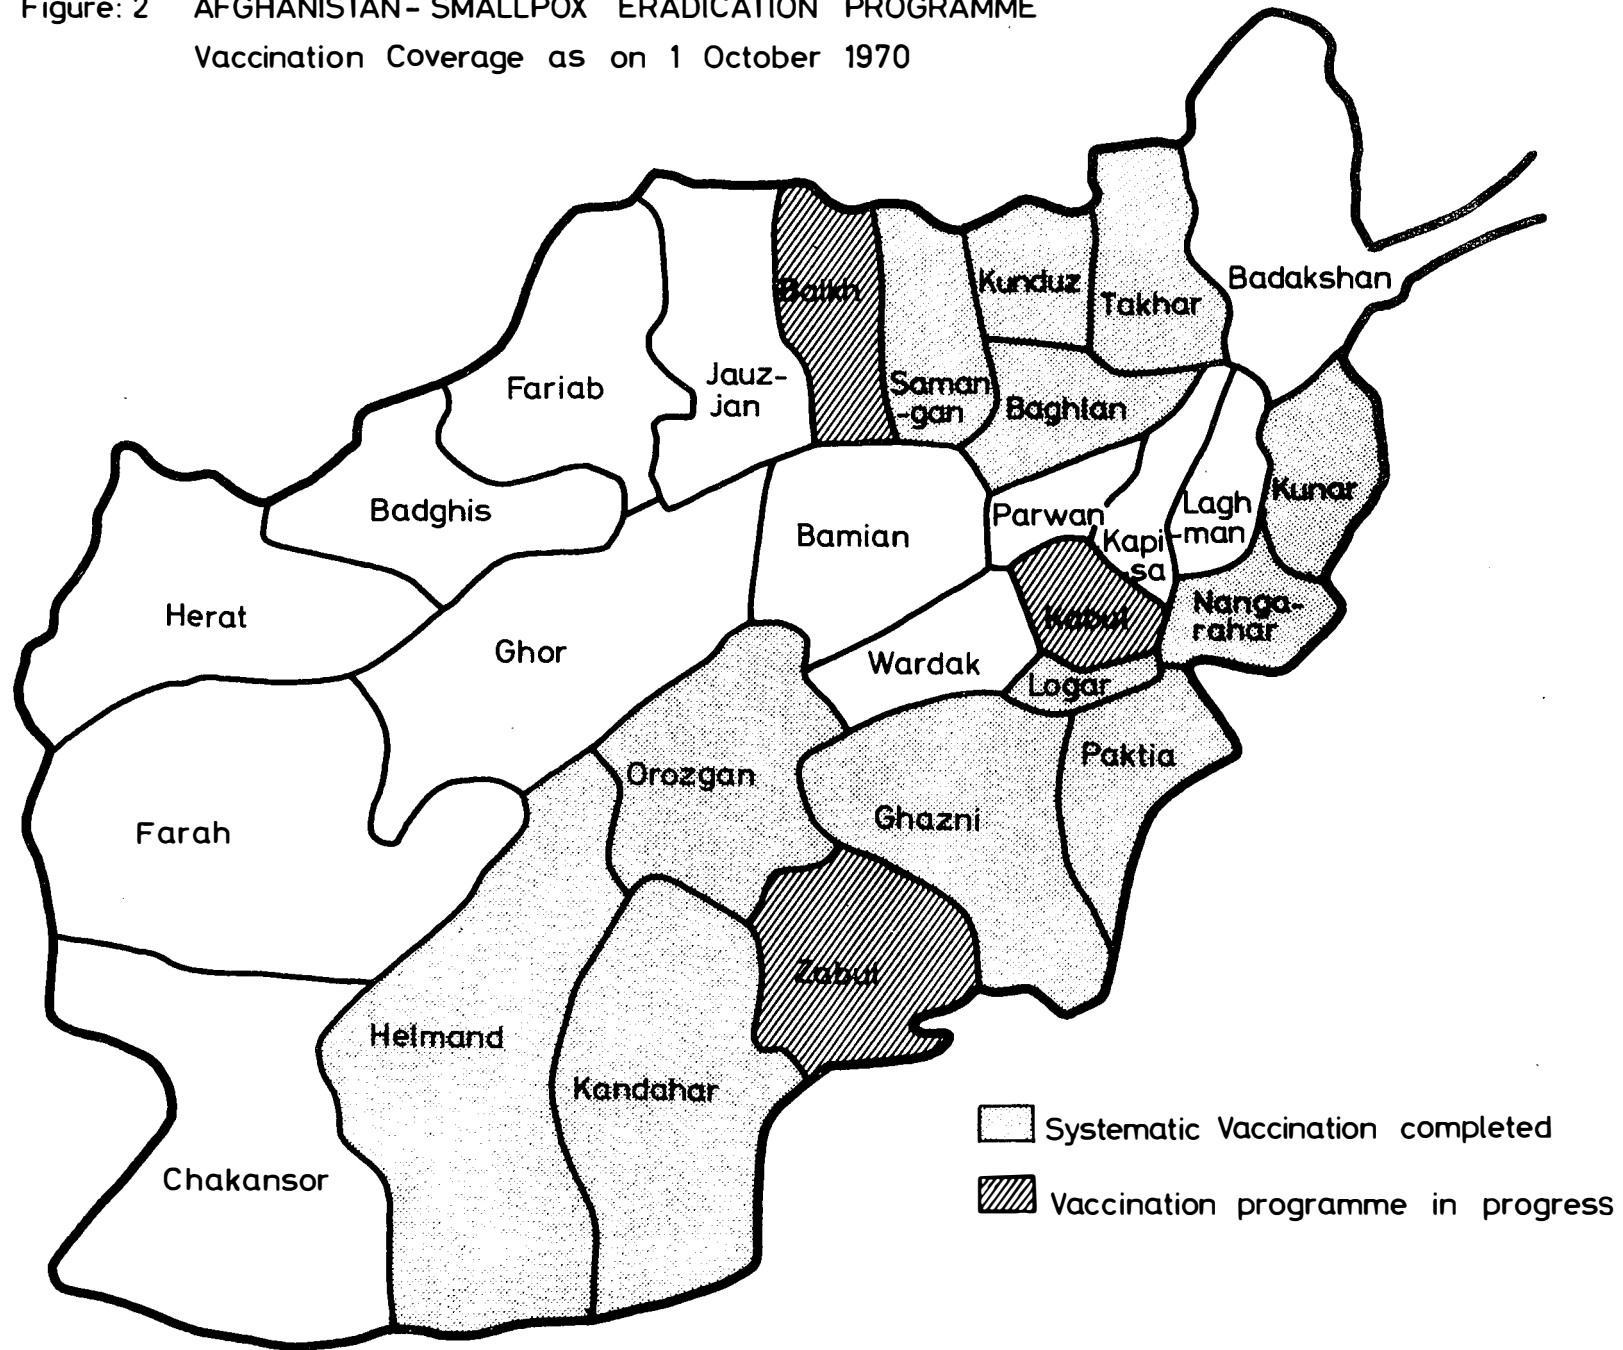 Figure: 2 AFGHANISTAN - SMALLPOX ERADICATION PROGRAMME
Vaccination Coverage as on 1 October 1970
Badakshan
Balkh
Kunduz
Takhar
Fariab
Jauz-
jan
Saman
-gan
Baghlan
Badghis
Bamian
Parwan
Kapi
sa
Lagh
-man
Kunar
Herat
Ghor
Wardak
Kabul
Nanga-
rahar
Logar
Orozgan
Paktia
Farah
Ghazni
Zabul
Helmand
Kandahar
Chakansor
Systematic Vaccination completed
Vaccination programme in progress